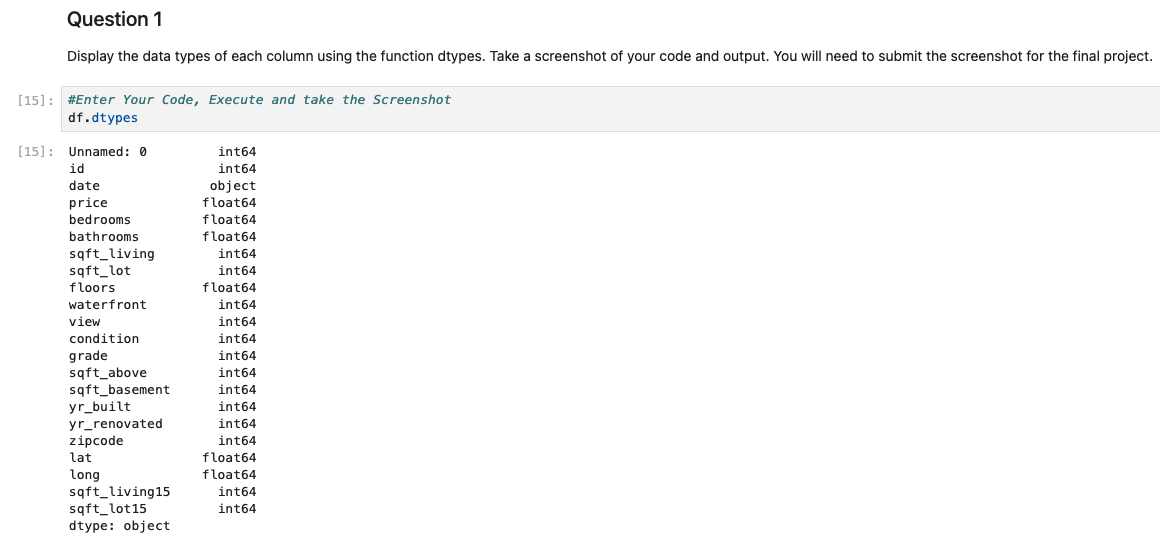 Question 1
Display the data types of each column using the function dtypes. Take a screenshot of your code and output. You will need to submit the screenshot for the final project.
[15]: #Enter Your Code, Execute and take the Screenshot
df.dtypes
[15]: Unnamed: 0 int64
id int64
date object
price float64
bedrooms float64
bathrooms float64
sqft_living int64
sqft_lot int64
floors float64
waterfront int64
view int64
condition int64
grade int64
sqft_above int64
sqft_basement int64
yr_built int64
yr_renovated int64
zipcode int64
lat float64
long float64
sqft_living15 int64
sqft_lot15 int64
dtype: object